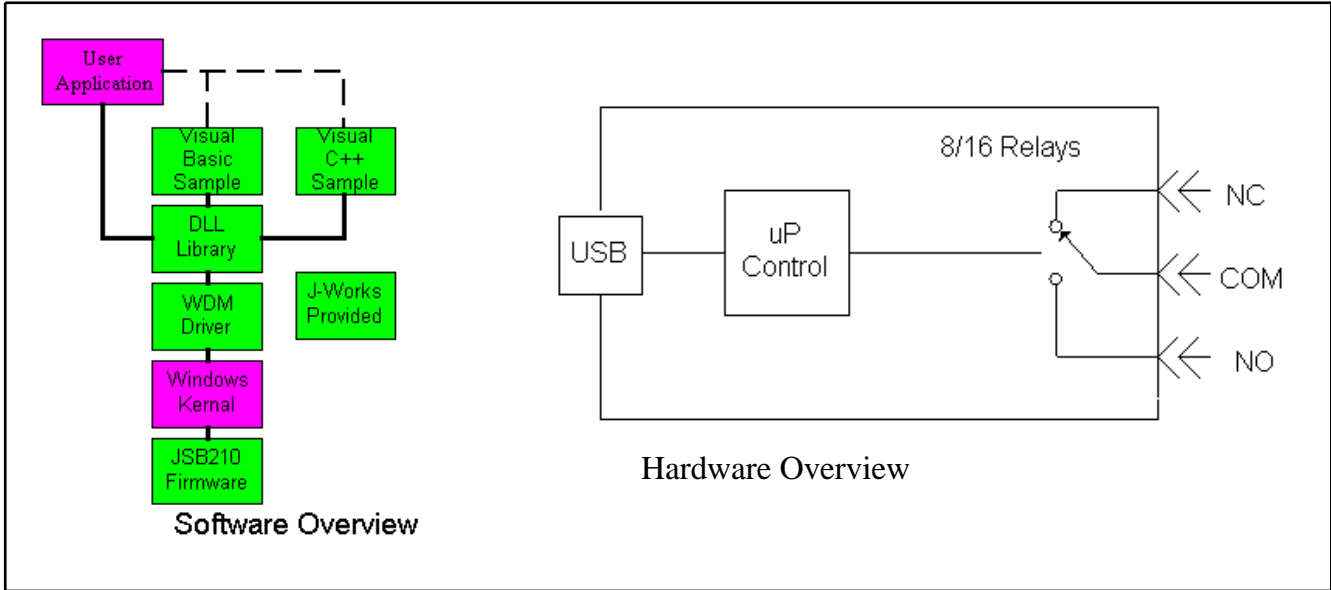 User
Application
Visual
Basic
Sample
Visual
C++
Sample
DLL
Library
WDM
Driver
J-Works
Provided
Windows
Kernal
JSB210
Firmware
Software Overview
8/16 Relays
USB
uP
Control
NC
COM
NO
Hardware Overview